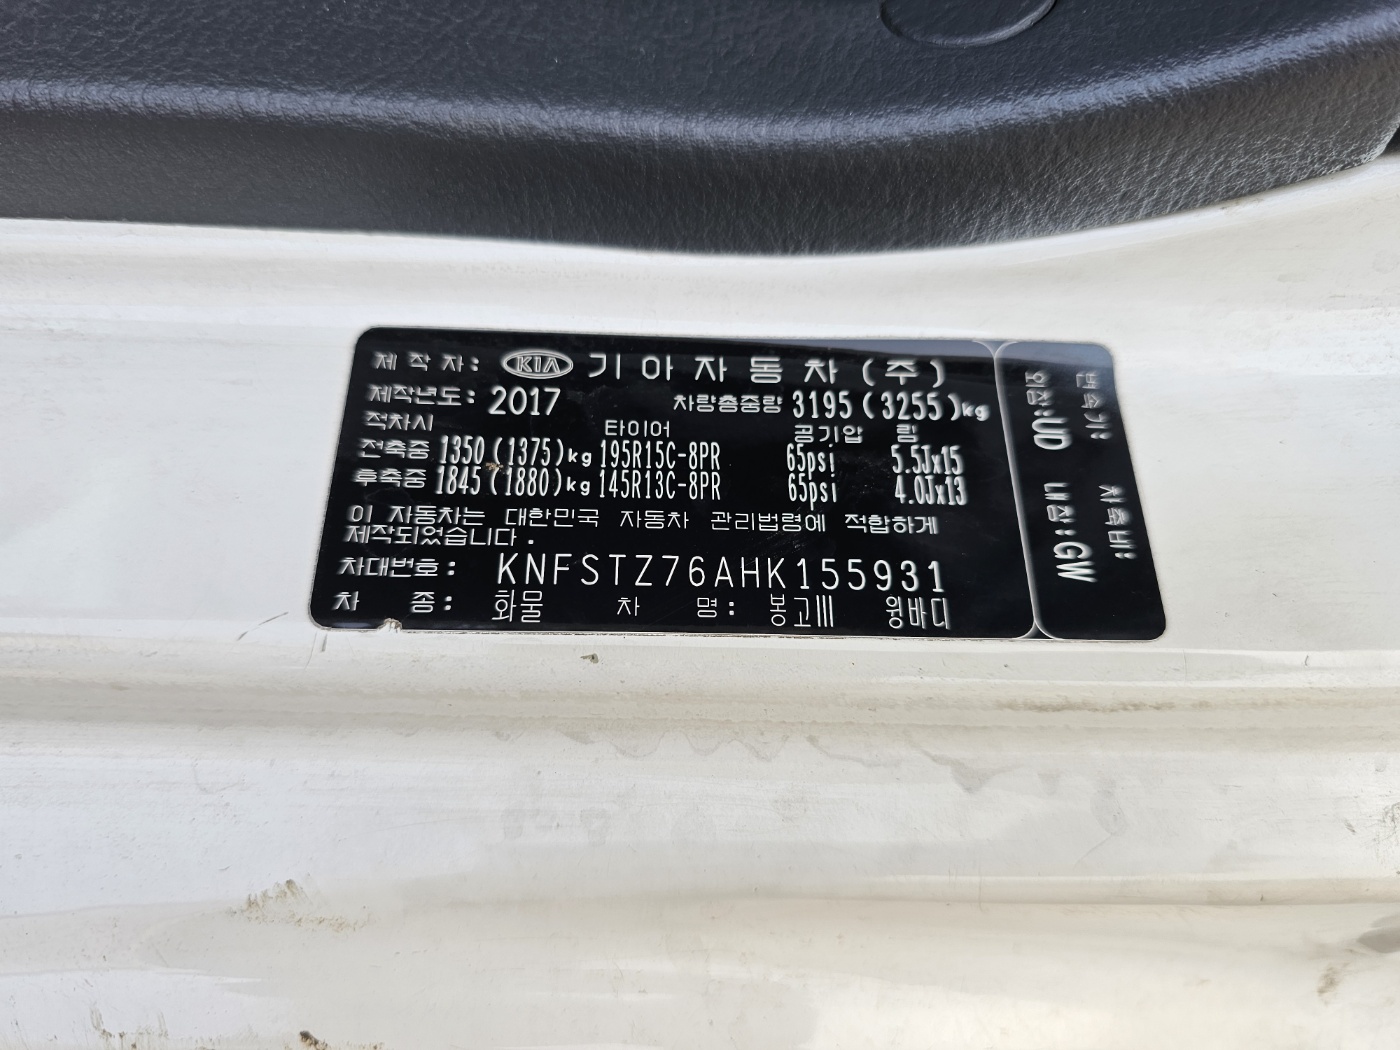 제 작 자: KIA 기아자동차(주)
제작년도: 2017 차량총중량 3195(3255)kg
적차시 타이어 공기압 림
전축중 1350(1375)kg 195R15C-8PR 65psi 5.5Jx15
후축중 1845(1880)kg 145R13C-8PR 65psi 4.0Jx13
이 자동차는 대한민국 자동차 관리법령에 적합하게
제작되었습니다.
차대번호: KNFSTZ76AHK155931
차 종: 화물 차 명: 봉고III 윙바디
변속기: 차축비:
외장:UD 내장:GW